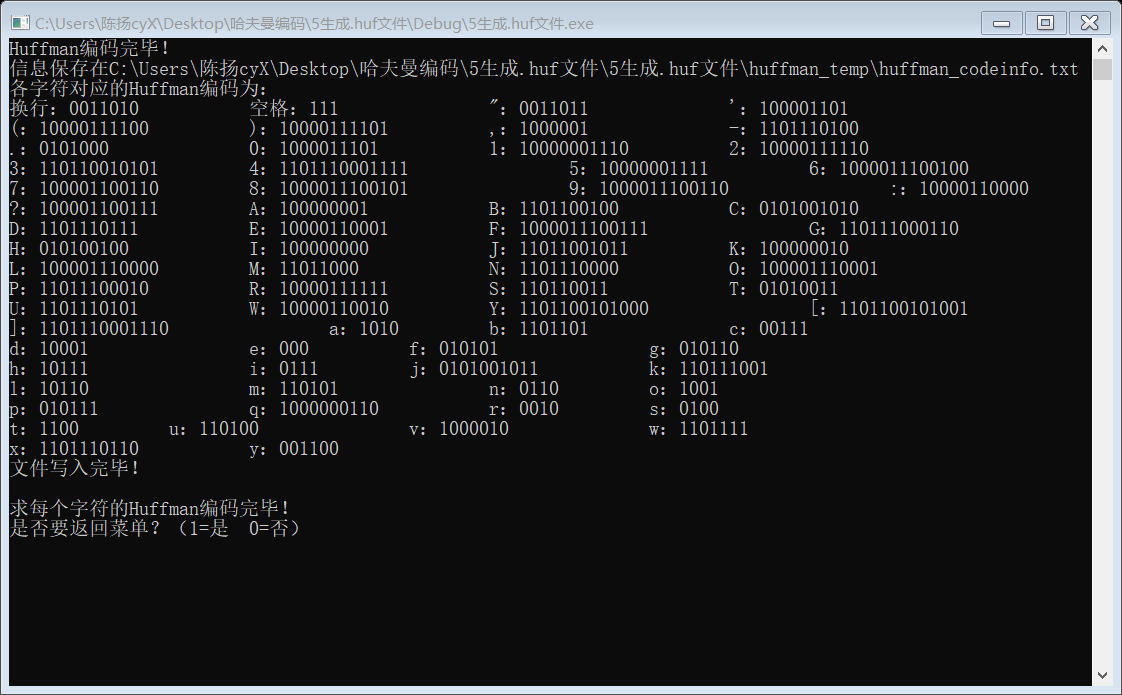 C:\Users\陈扬cyX\Desktop\哈夫曼编码\5生成.huf文件\Debug\5生成.huf文件.exe
Huffman编码完毕!
信息保存在C:\Users\陈扬cyX\Desktop\哈夫曼编码\5生成.huf文件\5生成.huf文件\huffman_temp\huffman_codeinfo.txt
各字符对应的Huffman编码为:
换行: 0011010 空格: 111 ": 0011011 ': 100001101
(: 10000111100 ): 10000111101 ,: 1000001 -: 1101110100
.: 0101000 0: 1000011101 1: 10000001110 2: 10000111110
3: 110110010101 4: 1101110001111 5: 10000001111 6: 1000011100100
7: 100001100110 8: 1000011100101 9: 1000011100110 :: 10000110000
?: 100001100111 A: 100000001 B: 1101100100 C: 0101001010
D: 1101110111 E: 10000110001 F: 1000011100111 G: 110111000110
H: 010100100 I: 100000000 J: 11011001011 K: 100000010
L: 100001110000 M: 11011000 N: 1101110000 O: 100001110001
P: 11011100010 R: 10000111111 S: 110110011 T: 01010011
U: 1101110101 W: 10000110010 Y: 1101100101000 [: 1101100101001
]: 1101110001110 a: 1010 b: 1101101 c: 00111
d: 10001 e: 000 f: 010101 g: 010110
h: 10111 i: 0111 j: 0101001011 k: 110111001
l: 10110 m: 110101 n: 0110 o: 1001
p: 010111 q: 1000000110 r: 0010 s: 0100
t: 1100 u: 110100 v: 1000010 w: 1101111
x: 1101110110 y: 001100
文件写入完毕!
求每个字符的Huffman编码完毕!
是否要返回菜单? (1=是 0=否)